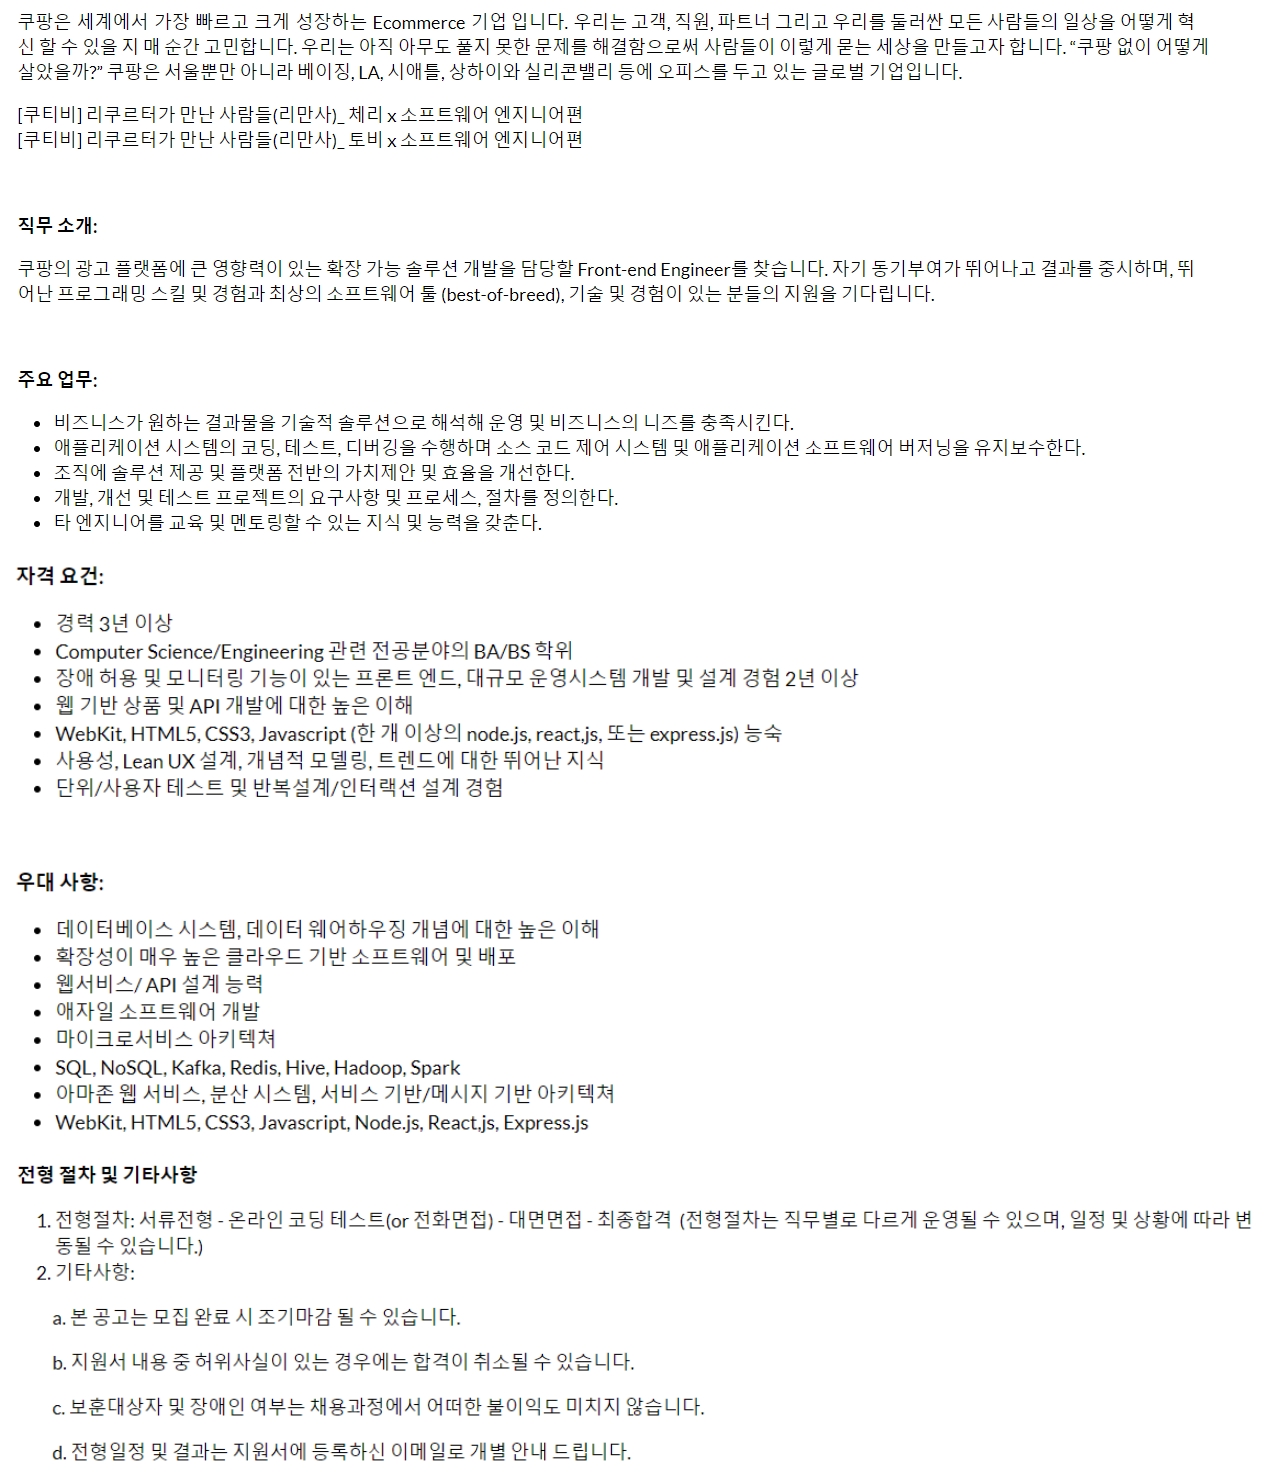 쿠팡은 세계에서 가장 빠르고 크게 성장하는 Ecommerce 기업 입니다. 우리는 고객, 직원, 파트너 그리고 우리를 둘러싼 모든 사람들의 일상을 어떻게 혁
신 할 수 있을 지 매 순간 고민합니다. 우리는 아직 아무도 풀지 못한 문제를 해결함으로써 사람들이 이렇게 묻는 세상을 만들고자 합니다. “쿠팡 없이 어떻게
살았을까?” 쿠팡은 서울뿐만 아니라 베이징, LA, 시애틀, 상하이와 실리콘밸리 등에 오피스를 두고 있는 글로벌 기업입니다.
[쿠티비] 리쿠르터가 만난 사람들(리만사)_ 체리 x 소프트웨어 엔지니어편
[쿠티비] 리쿠르터가 만난 사람들(리만사)_ 토비 x 소프트웨어 엔지니어편
직무 소개:
쿠팡의 광고 플랫폼에 큰 영향력이 있는 확장 가능 솔루션 개발을 담당할 Front-end Engineer를 찾습니다. 자기 동기부여가 뛰어나고 결과를 중시하며, 뛰
어난 프로그래밍 스킬 및 경험과 최상의 소프트웨어 툴 (best-of-breed), 기술 및 경험이 있는 분들의 지원을 기다립니다.
주요 업무:
• 비즈니스가 원하는 결과물을 기술적 솔루션으로 해석해 운영 및 비즈니스의 니즈를 충족시킨다.
• 애플리케이션 시스템의 코딩, 테스트, 디버깅을 수행하며 소스 코드 제어 시스템 및 애플리케이션 소프트웨어 버저닝을 유지보수한다.
• 조직에 솔루션 제공 및 플랫폼 전반의 가치제안 및 효율을 개선한다.
• 개발, 개선 및 테스트 프로젝트의 요구사항 및 프로세스, 절차를 정의한다.
• 타 엔지니어를 교육 및 멘토링할 수 있는 지식 및 능력을 갖춘다.
자격 요건:
• 경력 3년 이상
• Computer Science/Engineering 관련 전공분야의 BA/BS 학위
• 장애 허용 및 모니터링 기능이 있는 프론트 엔드, 대규모 운영시스템 개발 및 설계 경험 2년 이상
• 웹 기반 상품 및 API 개발에 대한 높은 이해
• WebKit, HTML5, CSS3, Javascript (한 개 이상의 node.js, react,js, 또는 express.js) 능숙
• 사용성, Lean UX 설계, 개념적 모델링, 트렌드에 대한 뛰어난 지식
• 단위/사용자 테스트 및 반복설계/인터랙션 설계 경험
우대 사항:
• 데이터베이스 시스템, 데이터 웨어하우징 개념에 대한 높은 이해
• 확장성이 매우 높은 클라우드 기반 소프트웨어 및 배포
• 웹서비스/ API 설계 능력
• 애자일 소프트웨어 개발
• 마이크로서비스 아키텍쳐
• SQL, NoSQL, Kafka, Redis, Hive, Hadoop, Spark
• 아마존 웹 서비스, 분산 시스템, 서비스 기반/메시지 기반 아키텍쳐
• WebKit, HTML5, CSS3, Javascript, Node.js, React,js, Express.js
전형 절차 및 기타사항
1. 전형절차: 서류전형 - 온라인 코딩 테스트(or 전화면접) - 대면면접 - 최종합격 (전형절차는 직무별로 다르게 운영될 수 있으며, 일정 및 상황에 따라 변
동될 수 있습니다.)
2. 기타사항:
a. 본 공고는 모집 완료 시 조기마감 될 수 있습니다.
b. 지원서 내용 중 허위사실이 있는 경우에는 합격이 취소될 수 있습니다.
c. 보훈대상자 및 장애인 여부는 채용과정에서 어떠한 불이익도 미치지 않습니다.
d. 전형일정 및 결과는 지원서에 등록하신 이메일로 개별 안내 드립니다.